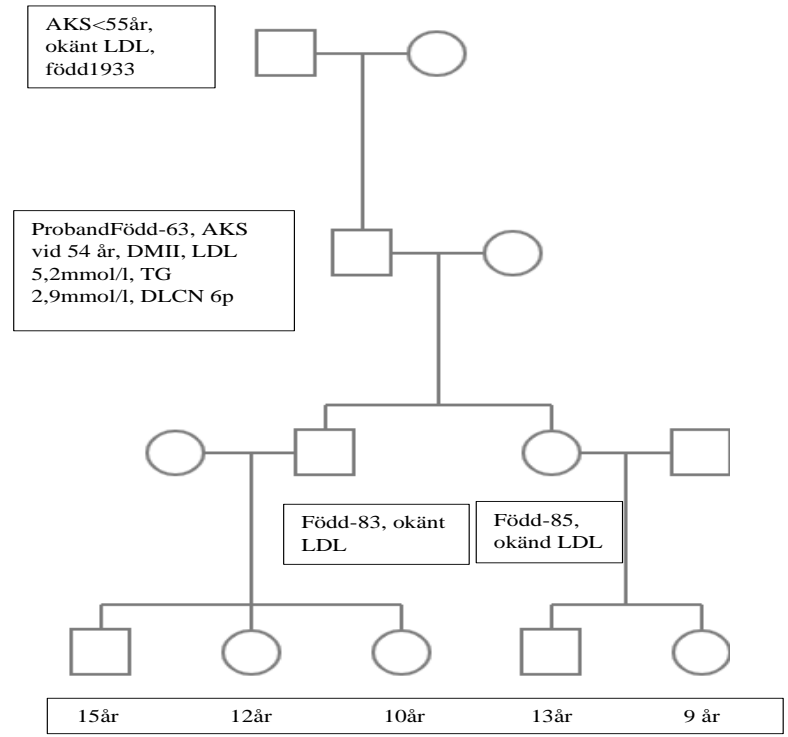 AKS<55år,
okänt LDL,
född1933
ProbandFödd-63, AKS
vid 54 år, DMII, LDL
5,2mmol/l, TG
2,9mmol/l, DLCN 6p
Född-83, okänt
LDL
Född-85,
okänd LDL
15år 12år 10år 13år 9 år